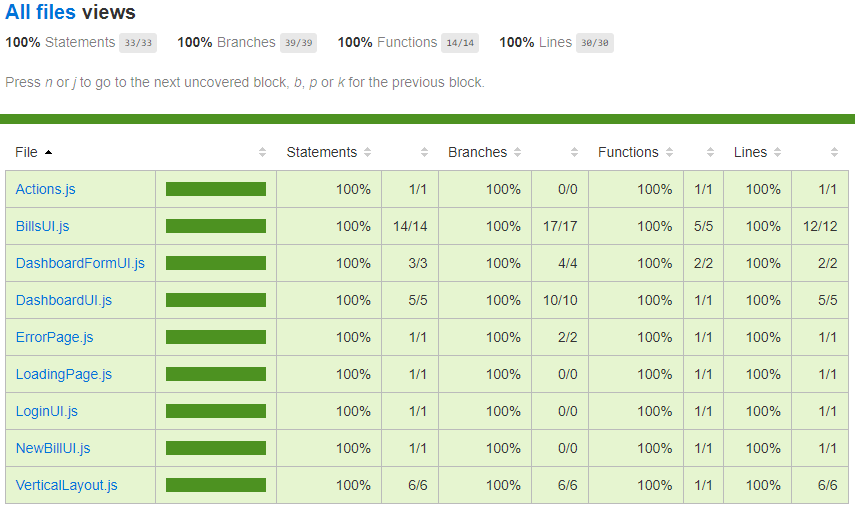 All files views
100% Statements 33/33 100% Branches 39/39 100% Functions 14/14 100% Lines 30/30
Press n or j to go to the next uncovered block, b, p or k for the previous block.
File Statements Branches Functions Lines
Actions.js 100% 1/1 100% 0/0 100% 1/1 100% 1/1
BillsUI.js 100% 14/14 100% 17/17 100% 5/5 100% 12/12
DashboardFormUI.js 100% 3/3 100% 4/4 100% 2/2 100% 2/2
DashboardUI.js 100% 5/5 100% 10/10 100% 1/1 100% 5/5
ErrorPage.js 100% 1/1 100% 2/2 100% 1/1 100% 1/1
LoadingPage.js 100% 1/1 100% 0/0 100% 1/1 100% 1/1
LoginUI.js 100% 1/1 100% 0/0 100% 1/1 100% 1/1
NewBillUI.js 100% 1/1 100% 0/0 100% 1/1 100% 1/1
VerticalLayout.js 100% 6/6 100% 6/6 100% 1/1 100% 6/6